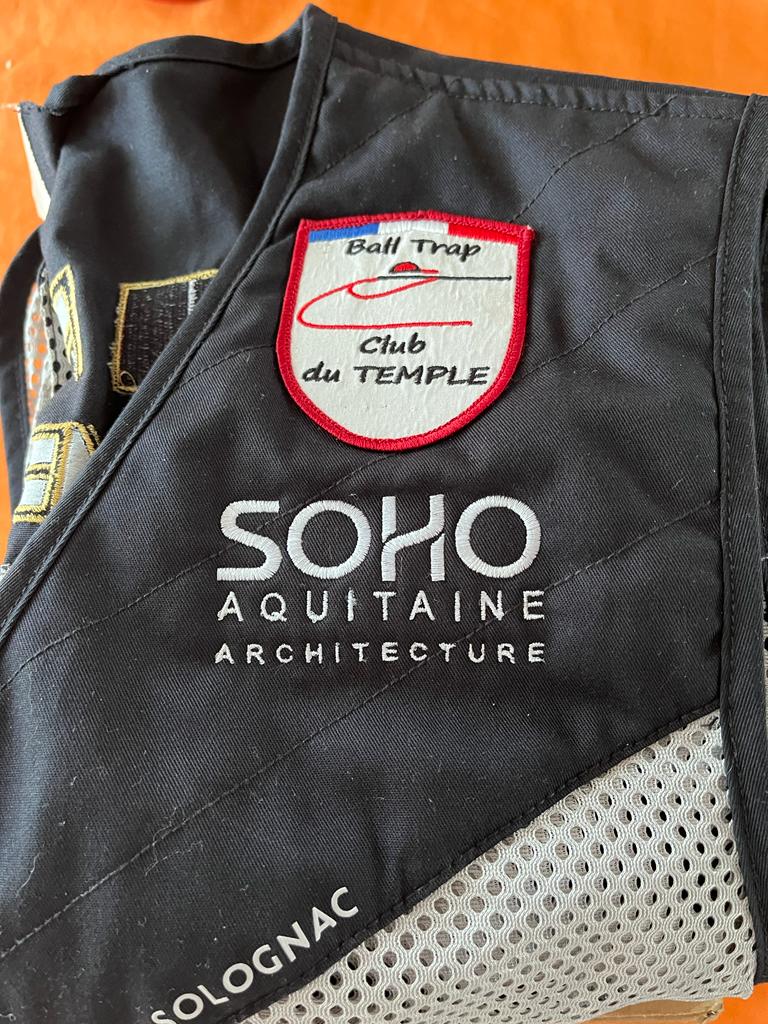 Ball Trap
Club
du TEMPLE
SOHO
AQUITAINE
ARCHITECTURE
SOLOGNAC